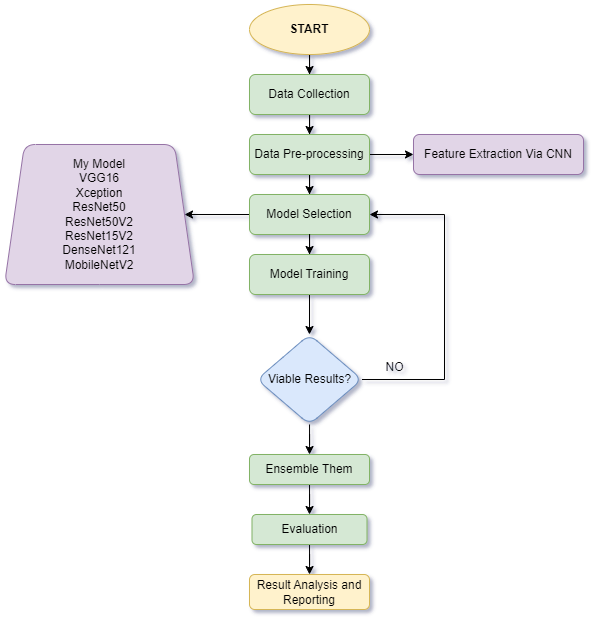 START
Data Collection
Data Pre-processing
Feature Extraction Via CNN
Model Selection
My Model
VGG16
Xception
ResNet50
ResNet50V2
ResNet15V2
DenseNet121
MobileNetV2
Model Training
Viable Results?
NO
Ensemble Them
Evaluation
Result Analysis and
Reporting